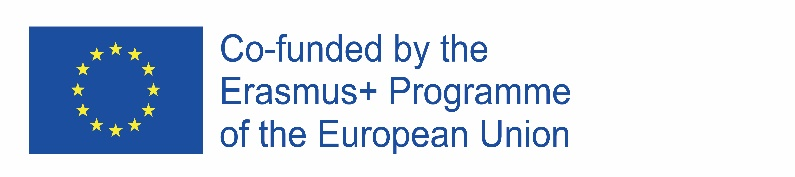 Co-funded by the
Erasmus+ Programme
of the European Union